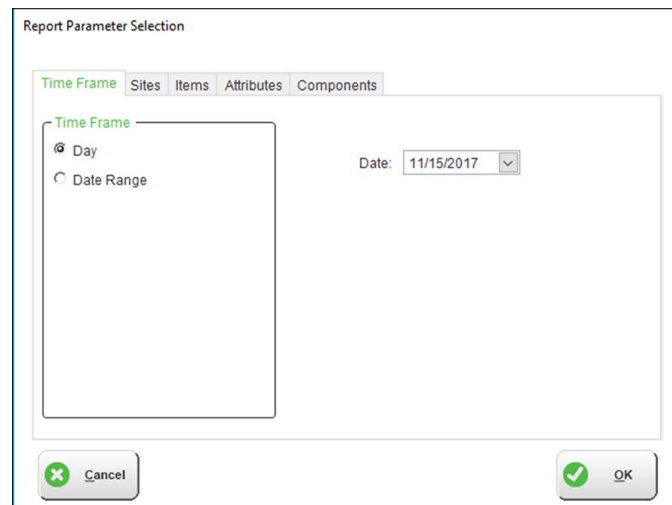 Report Parameter Selection
Time Frame Sites Items Attributes Components
Time Frame
Day
Date: 11/15/2017
Date Range
Cancel
OK